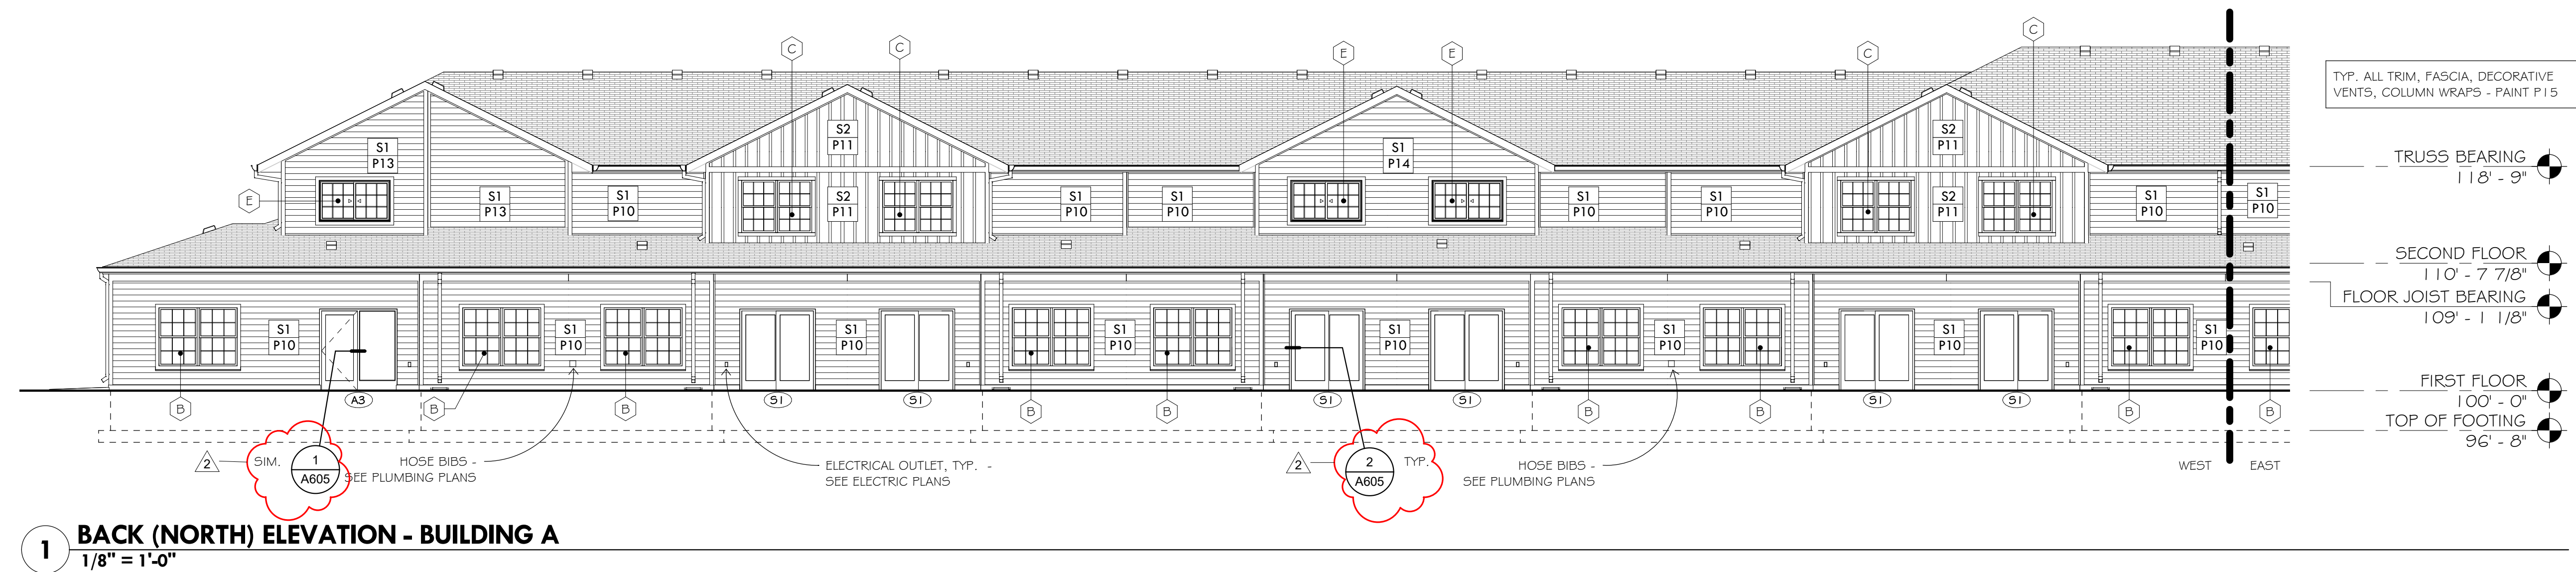 C
C
E
E
C
C
TYP. ALL TRIM, FASCIA, DECORATIVE
VENTS, COLUMN WRAPS - PAINT P15
S1
P13
S2
P11
S1
P14
S2
P11
TRUSS BEARING
118' - 9"
E
S1
P13
S1
P10
S2
P11
S1
P10
S1
P10
S1
P10
S1
P10
S2
P11
S1
P10
S1
P10
SECOND FLOOR
110' - 7 7/8"
FLOOR JOIST BEARING
109' - 1 1/8"
S1
P10
S1
P10
S1
P10
S1
P10
S1
P10
S1
P10
S1
P10
S1
P10
FIRST FLOOR
100' - 0"
TOP OF FOOTING
96' - 8"
B
A3
B
B
S1
S1
B
B
S1
S1
B
B
S1
S1
B
B
2
SIM.
1
A605
HOSE BIBS -
SEE PLUMBING PLANS
ELECTRICAL OUTLET, TYP. -
SEE ELECTRIC PLANS
2
2
A605
TYP.
HOSE BIBS -
SEE PLUMBING PLANS
WEST
EAST
1
BACK (NORTH) ELEVATION - BUILDING A
1/8" = 1'-0"